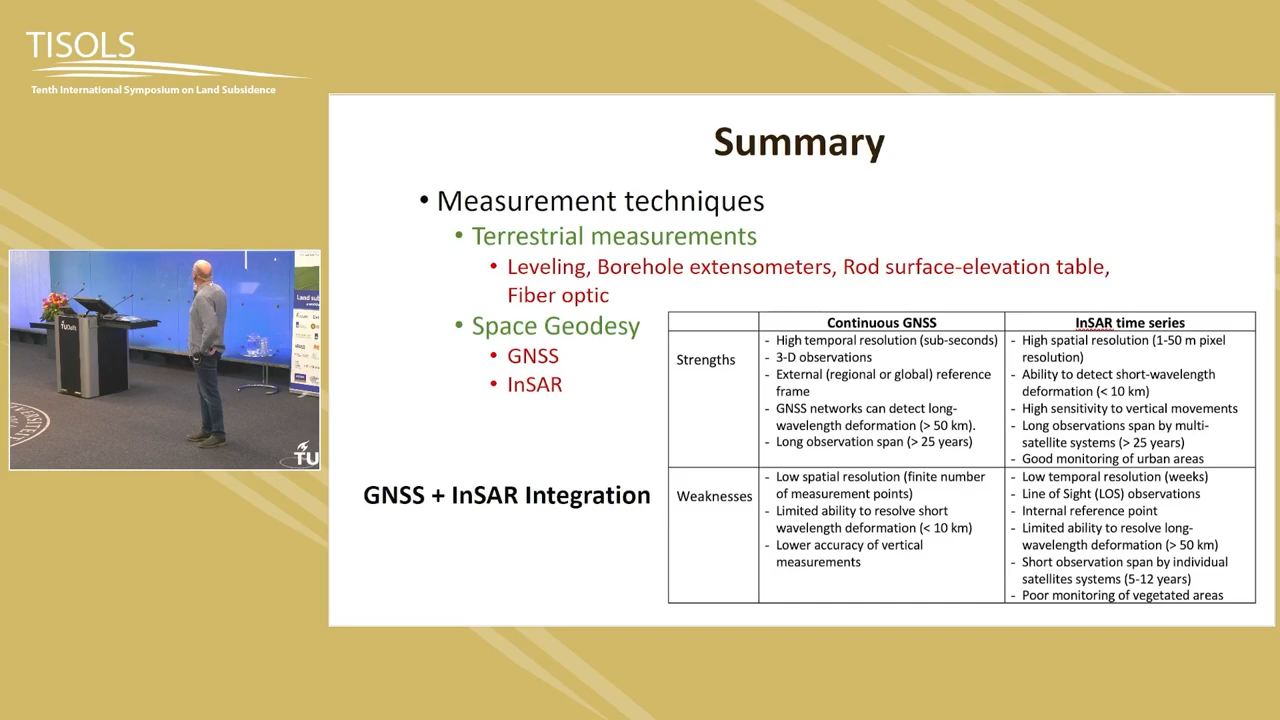 TISOLS
Tenth International Symposium on Land Subsidence
Summary
• Measurement techniques
• Terrestrial measurements
• Leveling, Borehole extensometers, Rod surface-elevation table,
Fiber optic
• Space Geodesy
• GNSS
• InSAR
GNSS + InSAR Integration
Continuous GNSS
InSAR time series
Strengths
- High temporal resolution (sub-seconds)
- 3-D observations
- External (regional or global) reference
frame
- GNSS networks can detect long-
wavelength deformation (> 50 km).
- Long observation span (> 25 years)
- High spatial resolution (1-50 m pixel
resolution)
- Ability to detect short-wavelength
deformation (< 10 km)
- High sensitivity to vertical movements
- Long observations span by multi-
satellite systems (> 25 years)
- Good monitoring of urban areas
Weaknesses
- Low spatial resolution (finite number
of measurement points)
- Limited ability to resolve short
wavelength deformation (< 10 km)
- Lower accuracy of vertical
measurements
- Low temporal resolution (weeks)
- Line of Sight (LOS) observations
- Internal reference point
- Limited ability to resolve long-
wavelength deformation (> 50 km)
- Short observation span by individual
satellites systems (5-12 years)
- Poor monitoring of vegetated areas
TUDelft
Land sub
TU